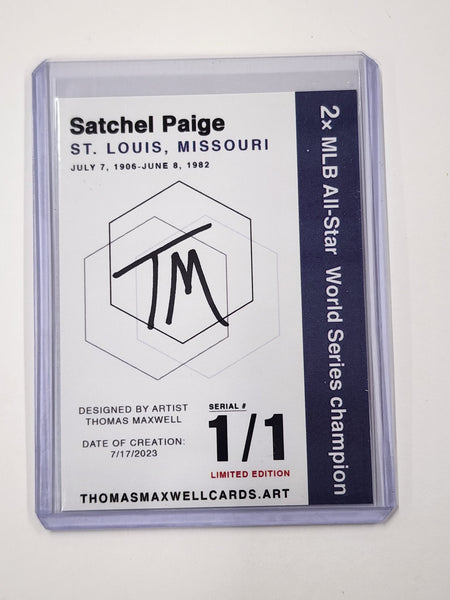 Satchel Paige
ST. LOUIS, MISSOURI
JULY 7, 1906-JUNE 8, 1982
TM
DESIGNED BY ARTIST
THOMAS MAXWELL
DATE OF CREATION:
7/17/2023
SERIAL #
1/1
LIMITED EDITION
THOMASMAXWELLCARDS.ART
2x MLB All-Star World Series champion